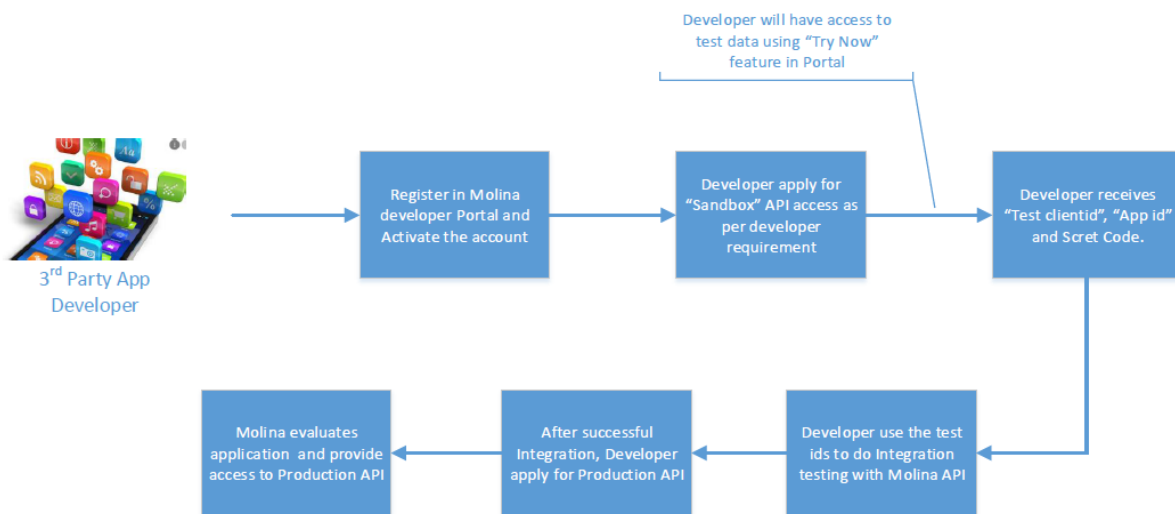 Developer will have access to
test data using “Try Now”
feature in Portal
Aa
%
3rd Party App
Developer
Register in Molina
developer Portal and
Activate the account
Developer apply for
“Sandbox” API access as
per developer
requirement
Developer receives
“Test clientid”, “App id”
and Scret Code.
Developer use the test
ids to do Integration
testing with Molina API
After successful
Integration, Developer
apply for Production API
Molina evaluates
application and provide
access to Production API